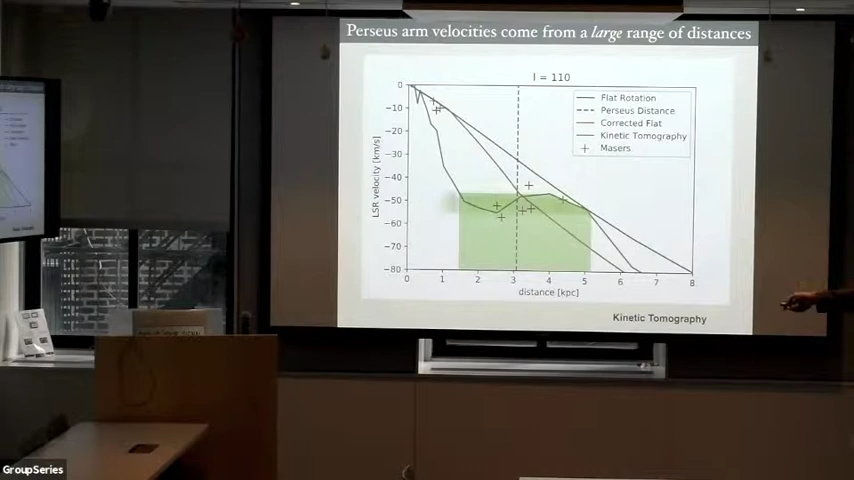 Perseus arm velocities come from a large range of distances
l = 110
Flat Rotation
Perseus Distance
Corrected Flat
Kinetic Tomography
Masers
LSR velocity [km/s]
0
−10
−20
−30
−40
−50
−60
−70
−80
0 1 2 3 4 5 6 7 8
distance [kpc]
Kinetic Tomography
GroupSeries